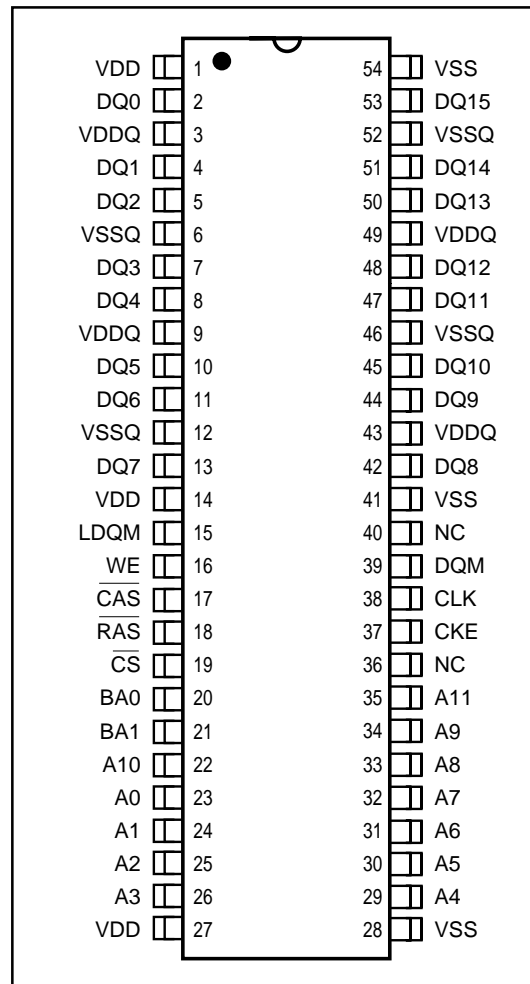 VDD 1 54 VSS
DQ0 2 53 DQ15
VDDQ 3 52 VSSQ
DQ1 4 51 DQ14
DQ2 5 50 DQ13
VSSQ 6 49 VDDQ
DQ3 7 48 DQ12
DQ4 8 47 DQ11
VDDQ 9 46 VSSQ
DQ5 10 45 DQ10
DQ6 11 44 DQ9
VSSQ 12 43 VDDQ
DQ7 13 42 DQ8
VDD 14 41 VSS
LDQM 15 40 NC
WE 16 39 DQM
C̅A̅S̅ 17 38 CLK
R̅A̅S̅ 18 37 CKE
C̅S̅ 19 36 NC
BA0 20 35 A11
BA1 21 34 A9
A10 22 33 A8
A0 23 32 A7
A1 24 31 A6
A2 25 30 A5
A3 26 29 A4
VDD 27 28 VSS